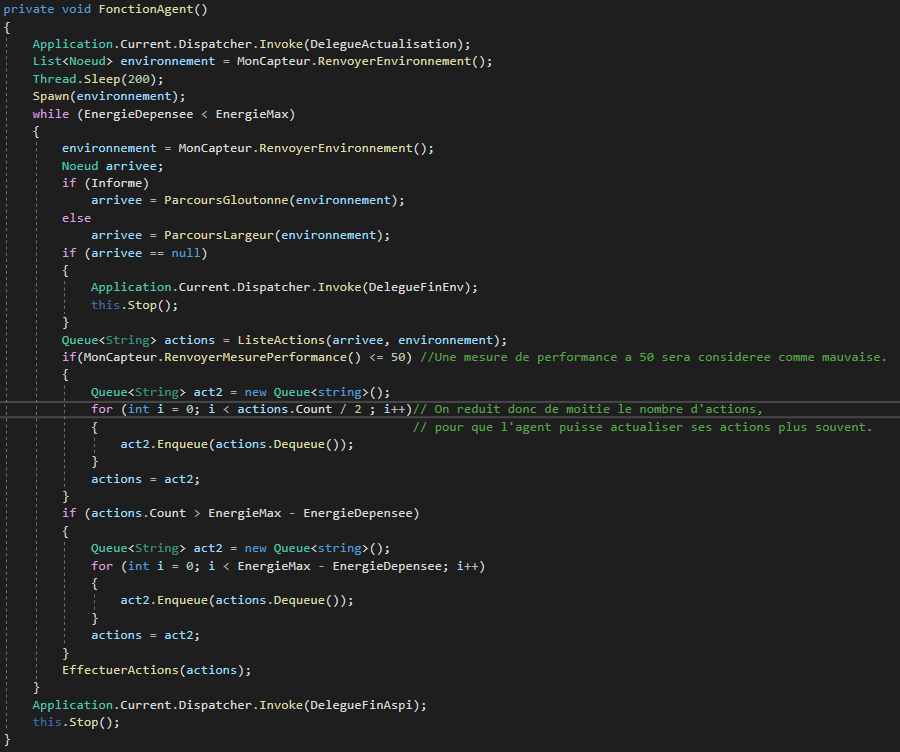 private void FonctionAgent()
{
    Application.Current.Dispatcher.Invoke(DelegueActualisation);
    List<Noeud> environnement = MonCapteur.RenvoyerEnvironnement();
    Thread.Sleep(200);
    Spawn(environnement);
    while (EnergieDepensee < EnergieMax)
    {
        environnement = MonCapteur.RenvoyerEnvironnement();
        Noeud arrivee;
        if (Informe)
            arrivee = ParcoursGloutonne(environnement);
        else
            arrivee = ParcoursLargeur(environnement);
        if (arrivee == null)
        {
            Application.Current.Dispatcher.Invoke(DelegueFinEnv);
            this.Stop();
        }
        Queue<String> actions = ListeActions(arrivee, environnement);
        if(MonCapteur.RenvoyerMesurePerformance() <= 50) //Une mesure de performance a 50 sera consideree comme mauvaise.
        {
            Queue<String> act2 = new Queue<string>();
            for (int i = 0; i < actions.Count / 2 ; i++)// On reduit donc de moitie le nombre d'actions,
            {                                           // pour que l'agent puisse actualiser ses actions plus souvent.
                act2.Enqueue(actions.Dequeue());
            }
            actions = act2;
        }
        if (actions.Count > EnergieMax - EnergieDepensee)
        {
            Queue<String> act2 = new Queue<string>();
            for (int i = 0; i < EnergieMax - EnergieDepensee; i++)
            {
                act2.Enqueue(actions.Dequeue());
            }
            actions = act2;
        }
        EffectuerActions(actions);
    }
    Application.Current.Dispatcher.Invoke(DelegueFinAspi);
    this.Stop();
}